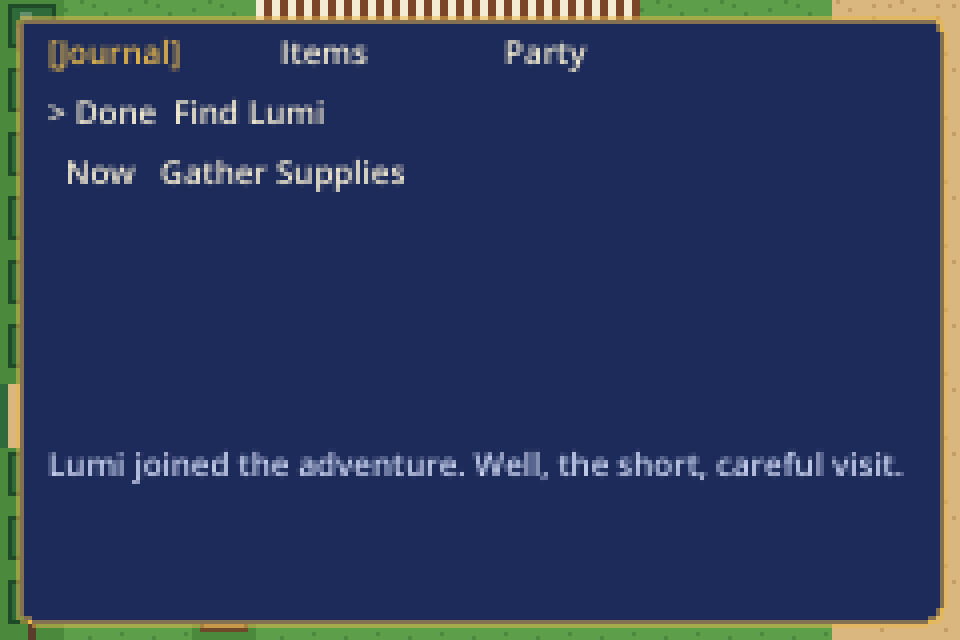 [Journal] Items Party
> Done Find Lumi
Now Gather Supplies
Lumi joined the adventure. Well, the short, careful visit.